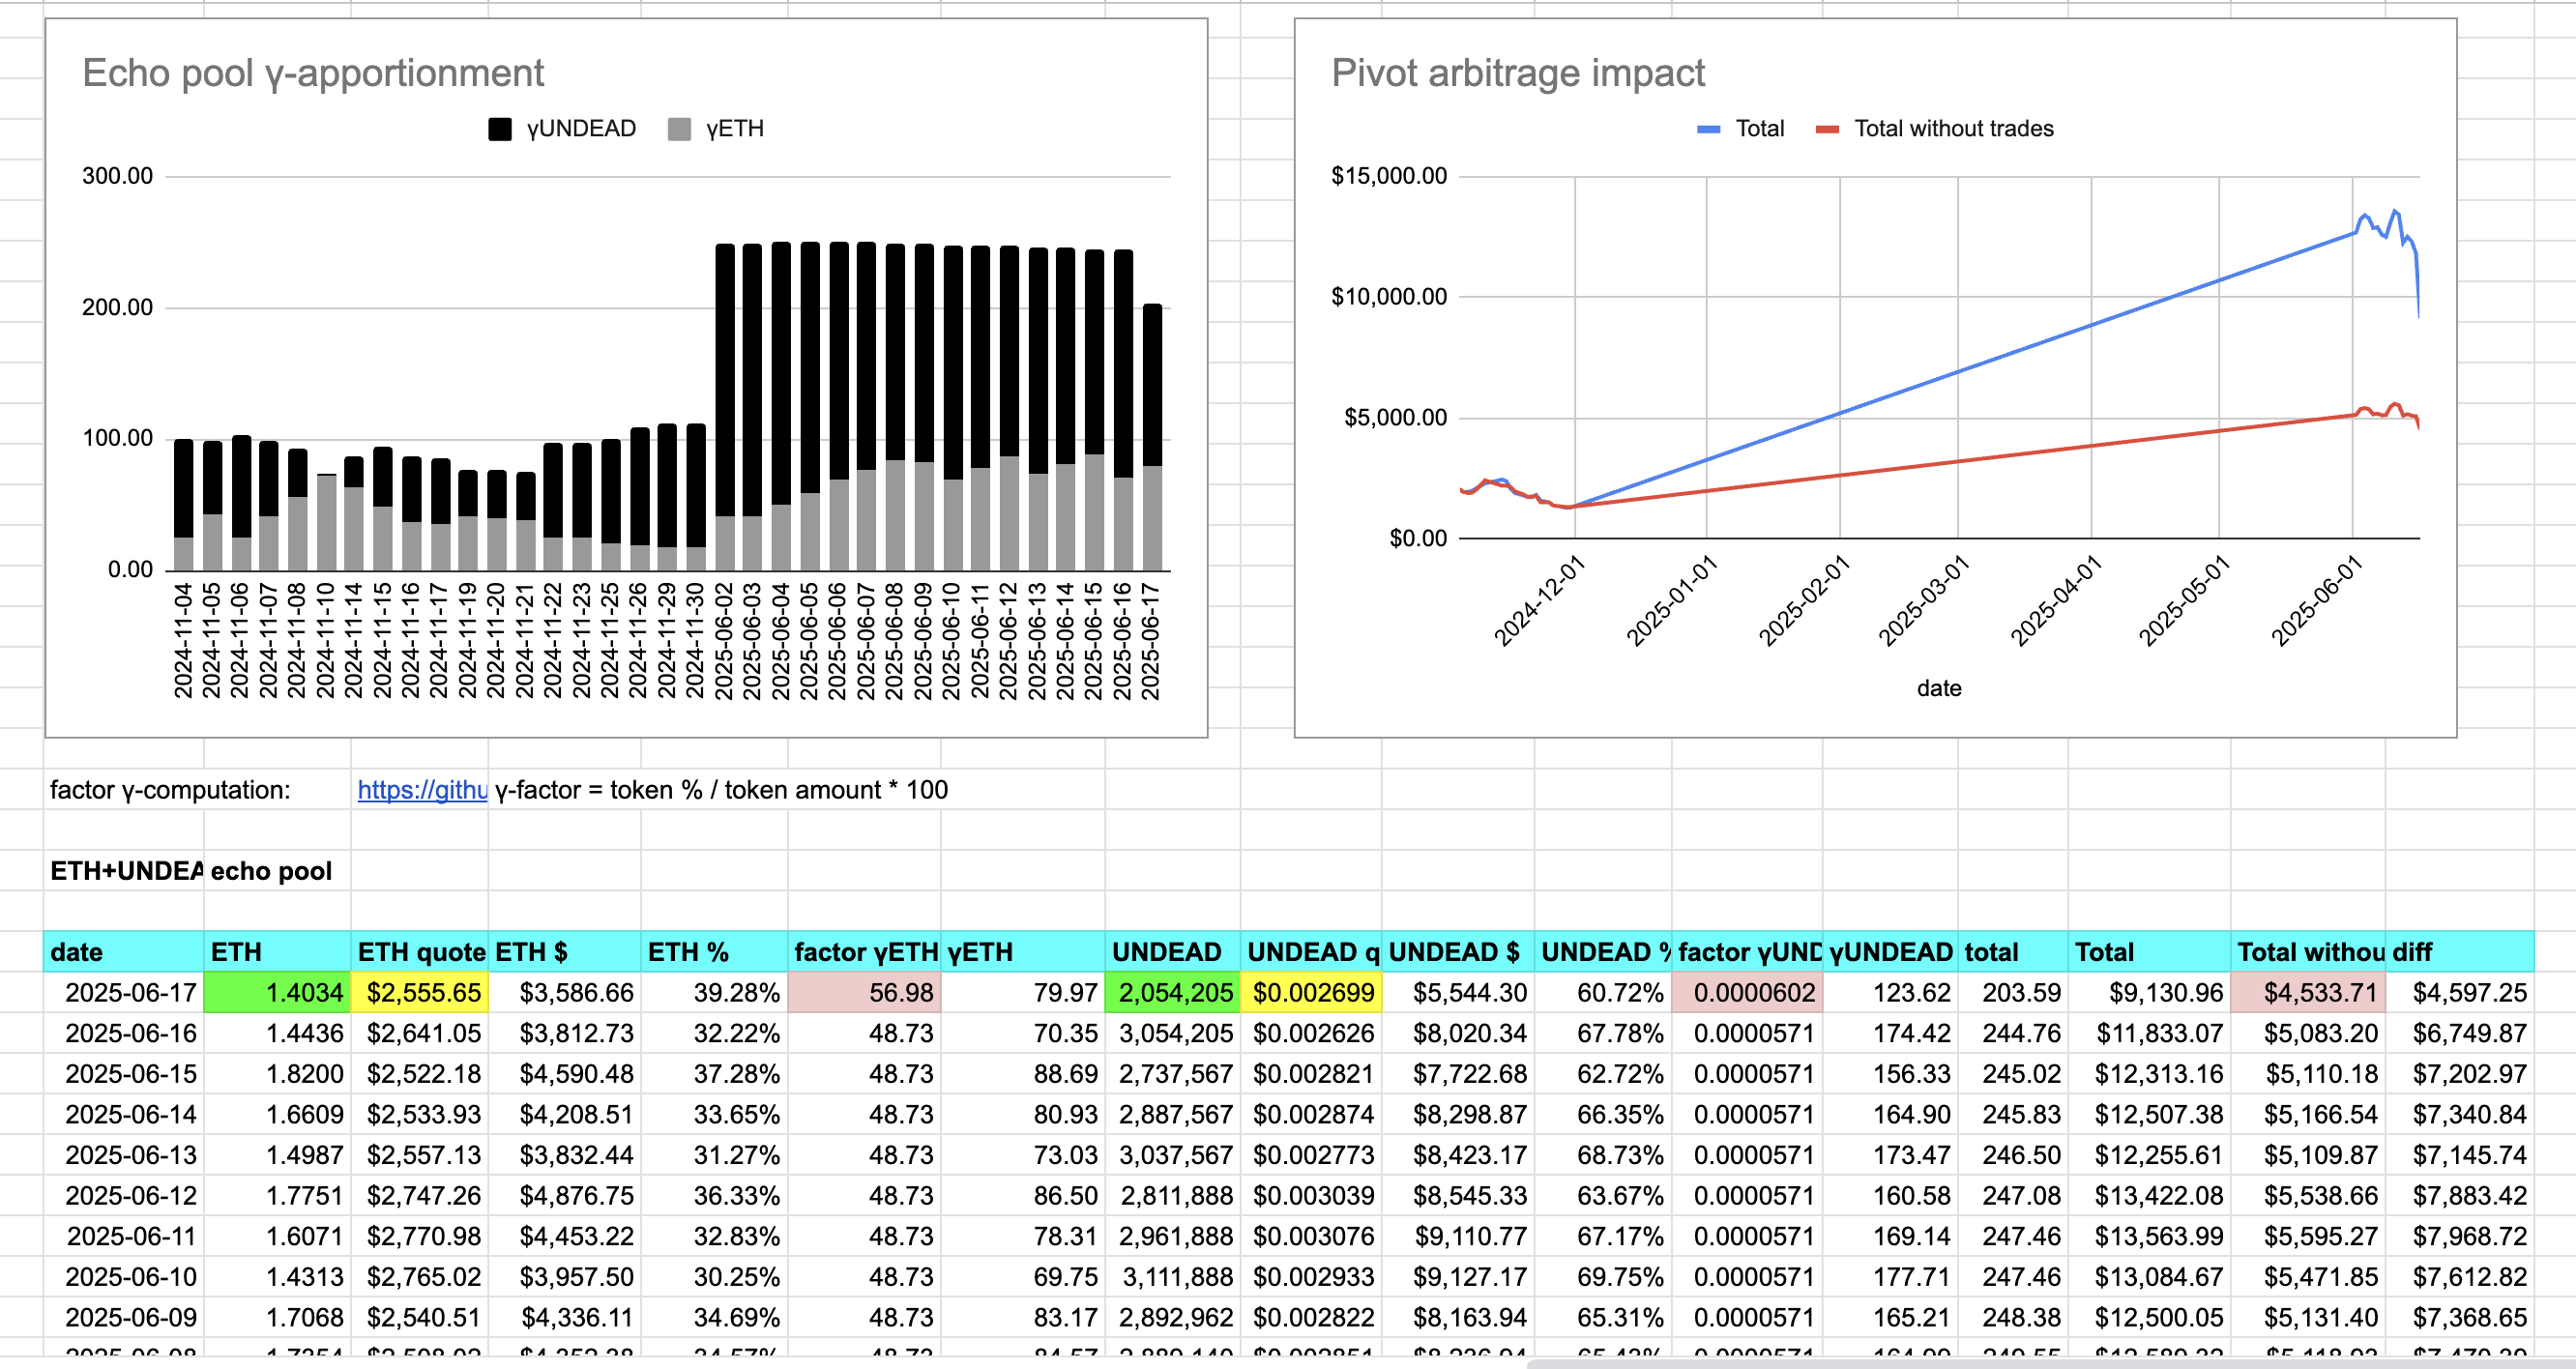 Echo pool γ-apportionment
γUNDEAD γETH
300.00
200.00
100.00
0.00
2024-11-04 2024-11-05 2024-11-06 2024-11-07 2024-11-08 2024-11-10 2024-11-14 2024-11-15 2024-11-16 2024-11-17 2024-11-19 2024-11-20 2024-11-21 2024-11-22 2024-11-23 2024-11-25 2024-11-26 2024-11-29 2024-11-30 2025-06-02 2025-06-03 2025-06-04 2025-06-05 2025-06-06 2025-06-07 2025-06-08 2025-06-09 2025-06-10 2025-06-11 2025-06-12 2025-06-13 2025-06-14 2025-06-15 2025-06-16 2025-06-17
Pivot arbitrage impact
Total Total without trades
$15,000.00
$10,000.00
$5,000.00
$0.00
2024-12-01 2025-01-01 2025-02-01 2025-03-01 2025-04-01 2025-05-01 2025-06-01
date
factor γ-computation: https://githu γ-factor = token % / token amount * 100
ETH+UNDEA echo pool
date ETH ETH quote ETH $ ETH % factor γETH γETH UNDEAD UNDEAD q UNDEAD $ UNDEAD % factor γUND γUNDEAD total Total Total withou diff
2025-06-17 1.4034 $2,555.65 $3,586.66 39.28% 56.98 79.97 2,054,205 $0.002699 $5,544.30 60.72% 0.0000602 123.62 203.59 $9,130.96 $4,533.71 $4,597.25
2025-06-16 1.4436 $2,641.05 $3,812.73 32.22% 48.73 70.35 3,054,205 $0.002626 $8,020.34 67.78% 0.0000571 174.42 244.76 $11,833.07 $5,083.20 $6,749.87
2025-06-15 1.8200 $2,522.18 $4,590.48 37.28% 48.73 88.69 2,737,567 $0.002821 $7,722.68 62.72% 0.0000571 156.33 245.02 $12,313.16 $5,110.18 $7,202.97
2025-06-14 1.6609 $2,533.93 $4,208.51 33.65% 48.73 80.93 2,887,567 $0.002874 $8,298.87 66.35% 0.0000571 164.90 245.83 $12,507.38 $5,166.54 $7,340.84
2025-06-13 1.4987 $2,557.13 $3,832.44 31.27% 48.73 73.03 3,037,567 $0.002773 $8,423.17 68.73% 0.0000571 173.47 246.50 $12,255.61 $5,109.87 $7,145.74
2025-06-12 1.7751 $2,747.26 $4,876.75 36.33% 48.73 86.50 2,811,888 $0.003039 $8,545.33 63.67% 0.0000571 160.58 247.08 $13,422.08 $5,538.66 $7,883.42
2025-06-11 1.6071 $2,770.98 $4,453.22 32.83% 48.73 78.31 2,961,888 $0.003076 $9,110.77 67.17% 0.0000571 169.14 247.46 $13,563.99 $5,595.27 $7,968.72
2025-06-10 1.4313 $2,765.02 $3,957.50 30.25% 48.73 69.75 3,111,888 $0.002933 $9,127.17 69.75% 0.0000571 177.71 247.46 $13,084.67 $5,471.85 $7,612.82
2025-06-09 1.7068 $2,540.51 $4,336.11 34.69% 48.73 83.17 2,892,962 $0.002822 $8,163.94 65.31% 0.0000571 165.21 248.38 $12,500.05 $5,131.40 $7,368.65